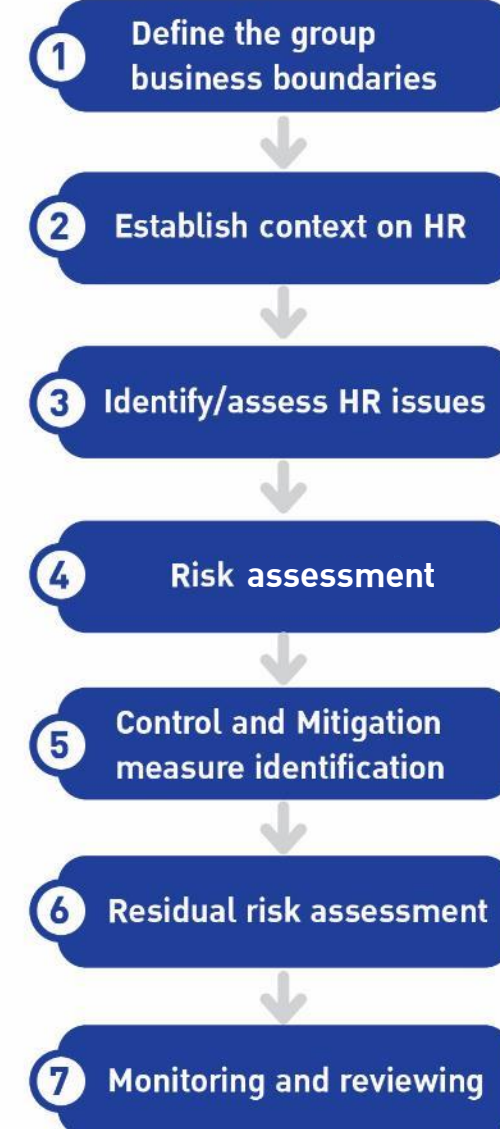 1
Define the group
business boundaries
2
Establish context on HR
3
Identify/assess HR issues
4
Risk assessment
5
Control and Mitigation
measure identification
6
Residual risk assessment
7
Monitoring and reviewing